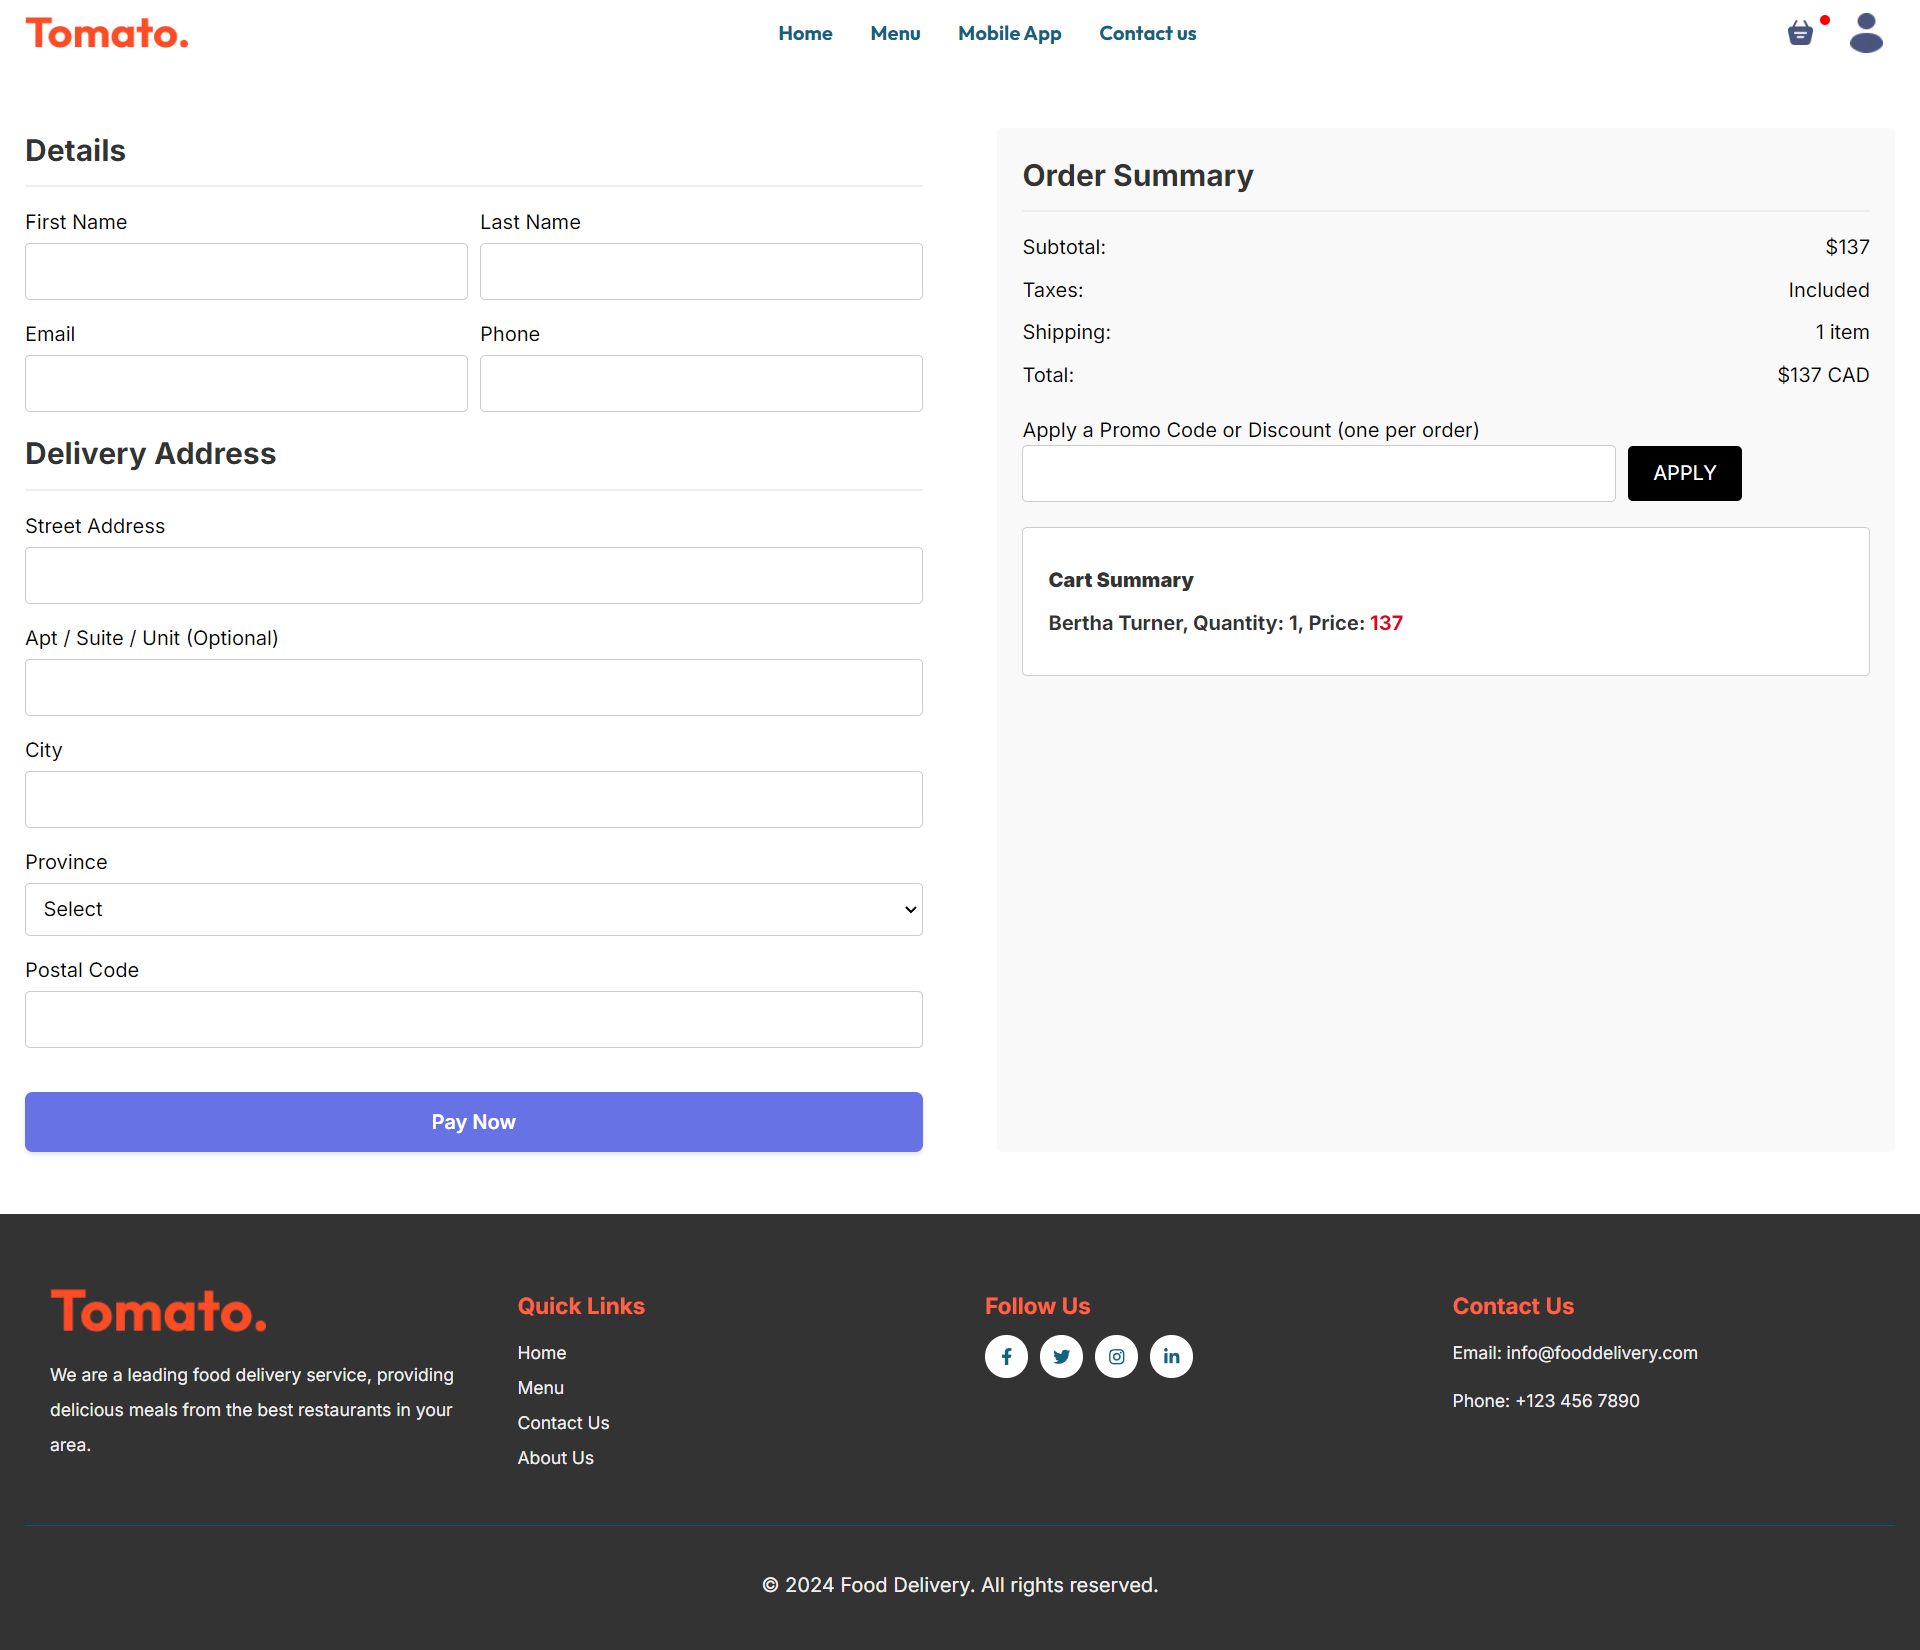 Tomato.
Home Menu Mobile App Contact us
Details
First Name Last Name
Email Phone
Delivery Address
Street Address
Apt / Suite / Unit (Optional)
City
Province
Select
Postal Code
Pay Now
Order Summary
Subtotal: $137
Taxes: Included
Shipping: 1 item
Total: $137 CAD
Apply a Promo Code or Discount (one per order)
APPLY
Cart Summary
Bertha Turner, Quantity: 1, Price: 137
Tomato.
We are a leading food delivery service, providing
delicious meals from the best restaurants in your
area.
Quick Links
Home
Menu
Contact Us
About Us
Follow Us
Contact Us
Email: info@fooddelivery.com
Phone: +123 456 7890
© 2024 Food Delivery. All rights reserved.